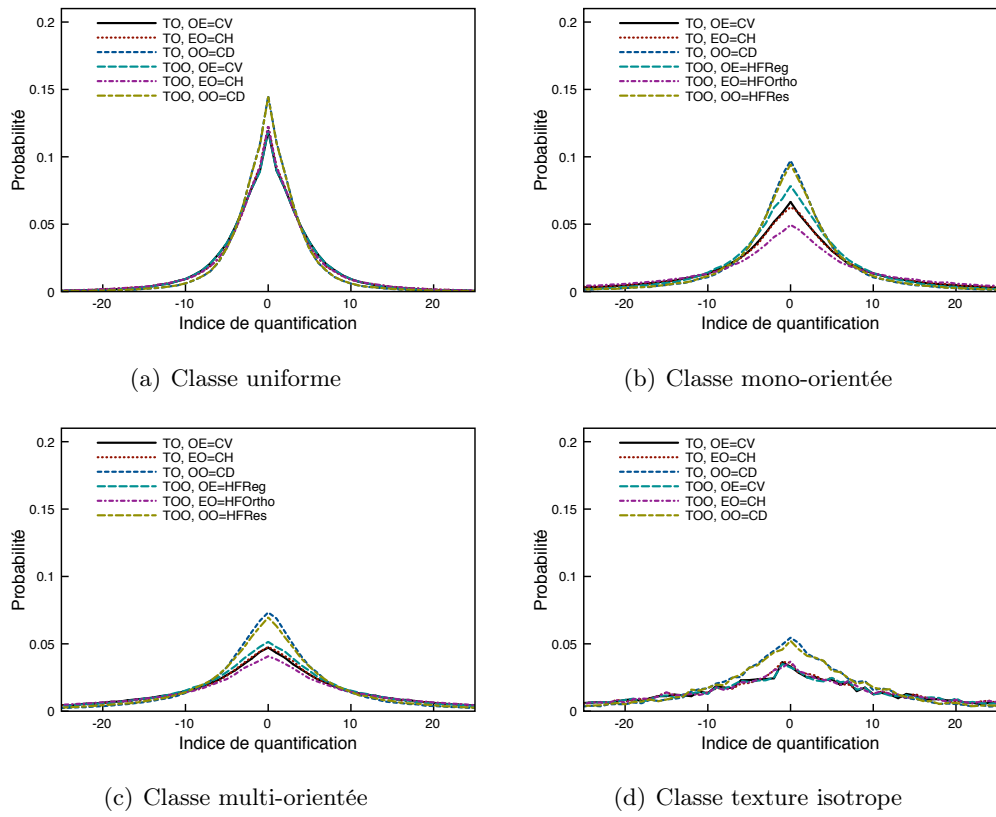 0.2
0.15
0.1
0.05
0
Probabilité
TO, OE=CV
TO, EO=CH
TO, OO=CD
TOO, OE=CV
TOO, EO=CH
TOO, OO=CD
-20 -10 0 10 20
Indice de quantification
(a) Classe uniforme
0.2
0.15
0.1
0.05
0
Probabilité
TO, OE=CV
TO, EO=CH
TO, OO=CD
TOO, OE=HFReg
TOO, EO=HFOrtho
TOO, OO=HFRes
-20 -10 0 10 20
Indice de quantification
(b) Classe mono-orientée
0.2
0.15
0.1
0.05
0
Probabilité
TO, OE=CV
TO, EO=CH
TO, OO=CD
TOO, OE=HFReg
TOO, EO=HFOrtho
TOO, OO=HFRes
-20 -10 0 10 20
Indice de quantification
(c) Classe multi-orientée
0.2
0.15
0.1
0.05
0
Probabilité
TO, OE=CV
TO, EO=CH
TO, OO=CD
TOO, OE=CV
TOO, EO=CH
TOO, OO=CD
-20 -10 0 10 20
Indice de quantification
(d) Classe texture isotrope